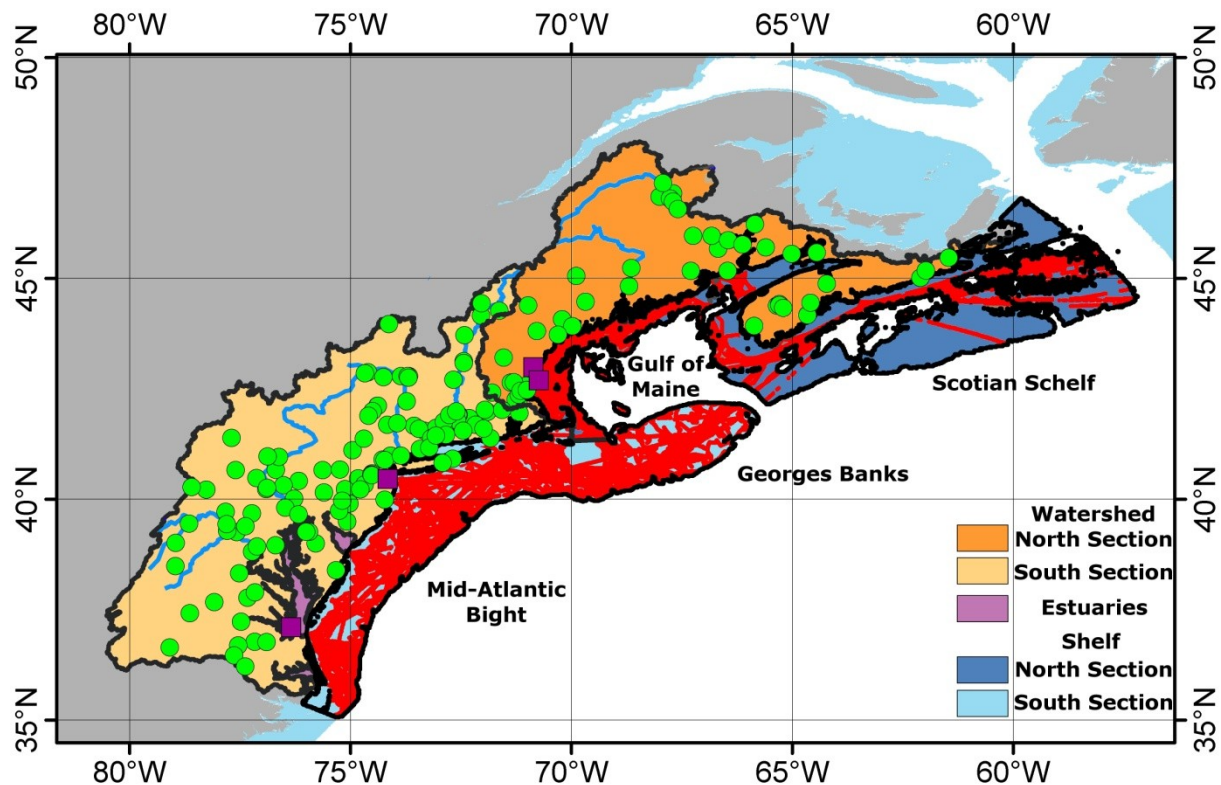 80°W 75°W 70°W 65°W 60°W
50°N 50°N
45°N 45°N
Gulf of
Maine
Scotian Schelf
Georges Banks
40°N 40°N
Mid-Atlantic
Bight
Watershed
North Section
South Section
Estuaries
Shelf
North Section
South Section
35°N 35°N
80°W 75°W 70°W 65°W 60°W